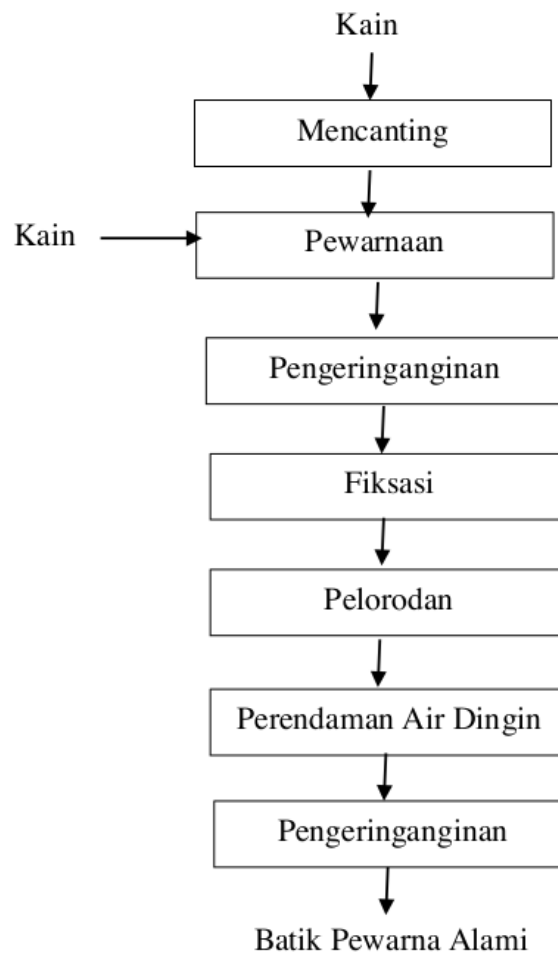 Kain
Mencanting
Kain
Pewarnaan
Pengeringanginan
Fiksasi
Pelorodan
Perendaman Air Dingin
Pengeringanginan
Batik Pewarna Alami